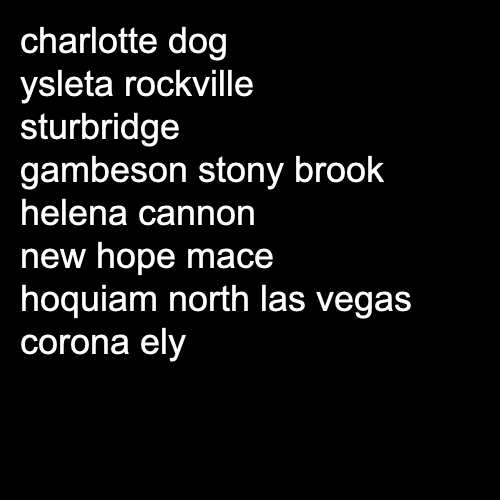 charlotte dog
ysleta rockville
sturbridge
gambeson stony brook
helena cannon
new hope mace
hoquiam north las vegas
corona ely